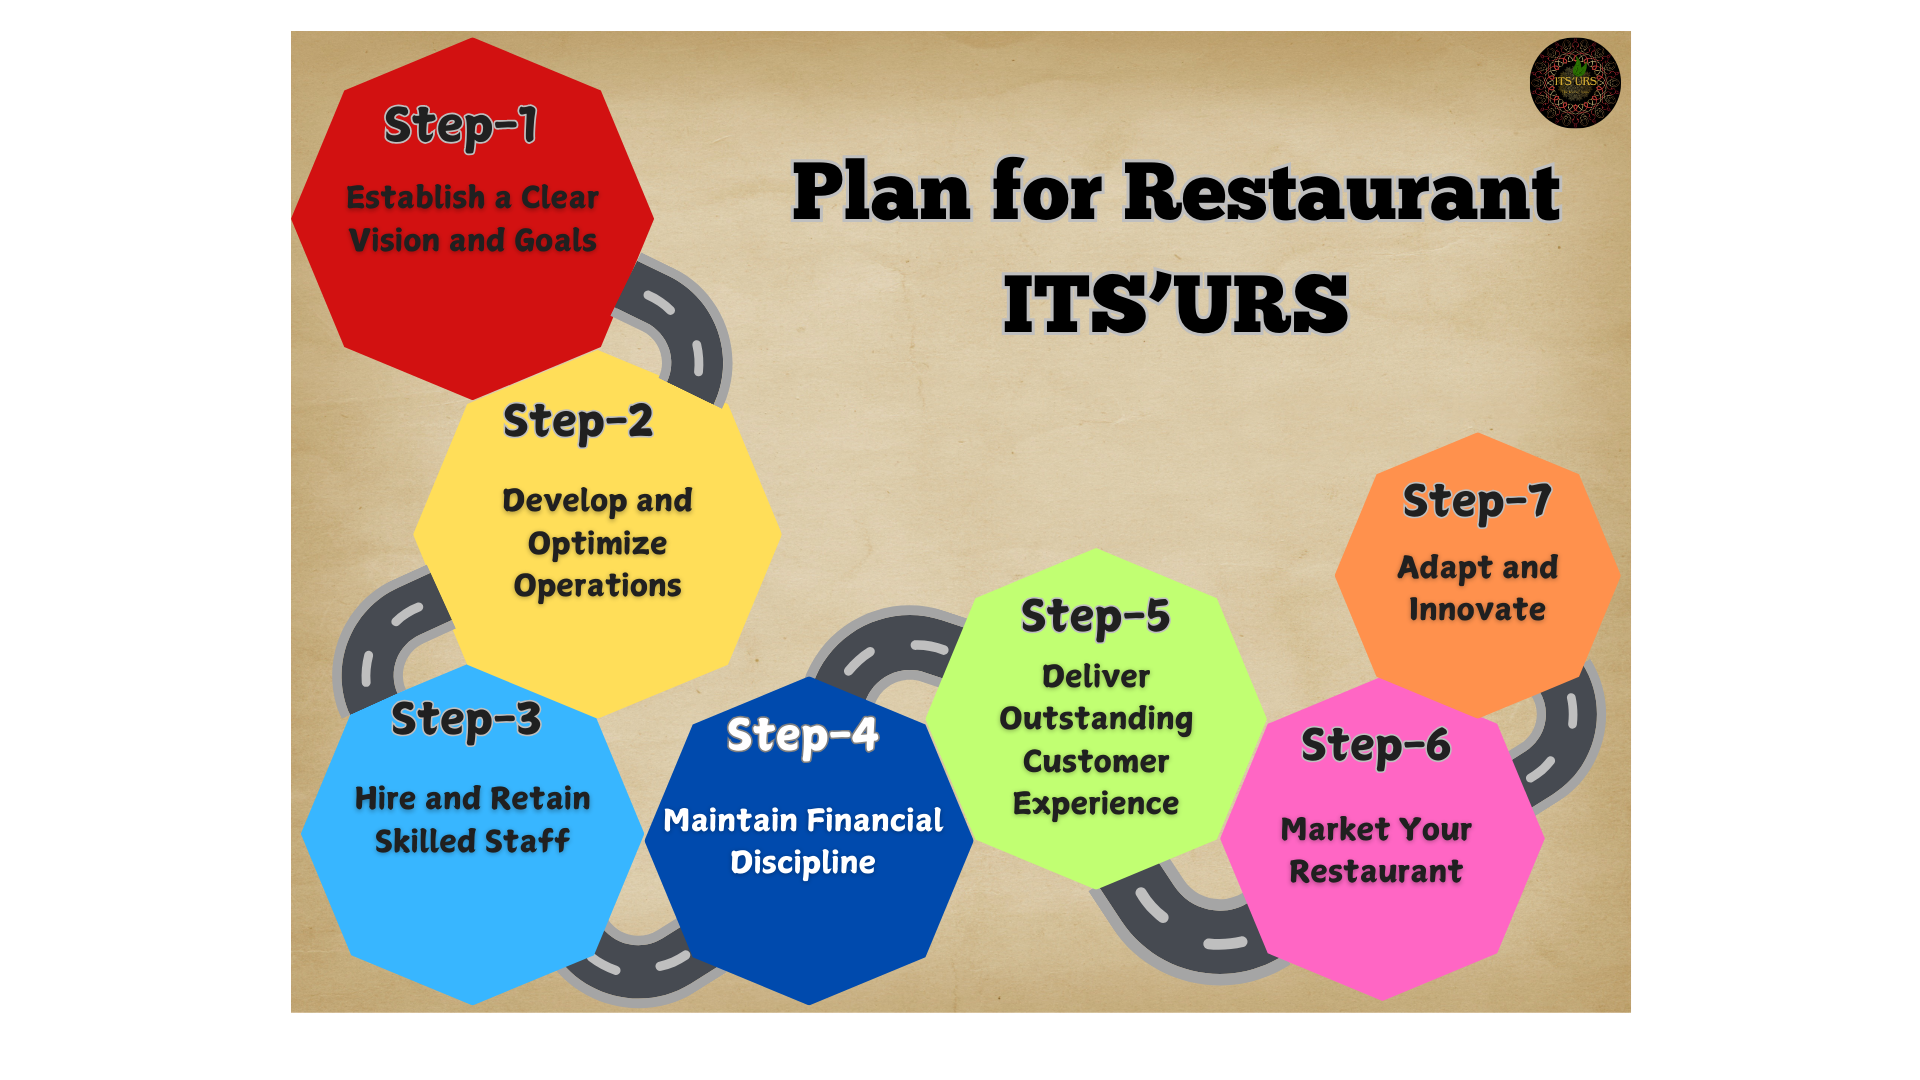 Plan for Restaurant
ITS’URS
ITS'URS
Step-1
Establish a Clear
Vision and Goals
Step-2
Develop and
Optimize
Operations
Step-3
Hire and Retain
Skilled Staff
Step-4
Maintain Financial
Discipline
Step-5
Deliver
Outstanding
Customer
Experience
Step-6
Market Your
Restaurant
Step-7
Adapt and
Innovate